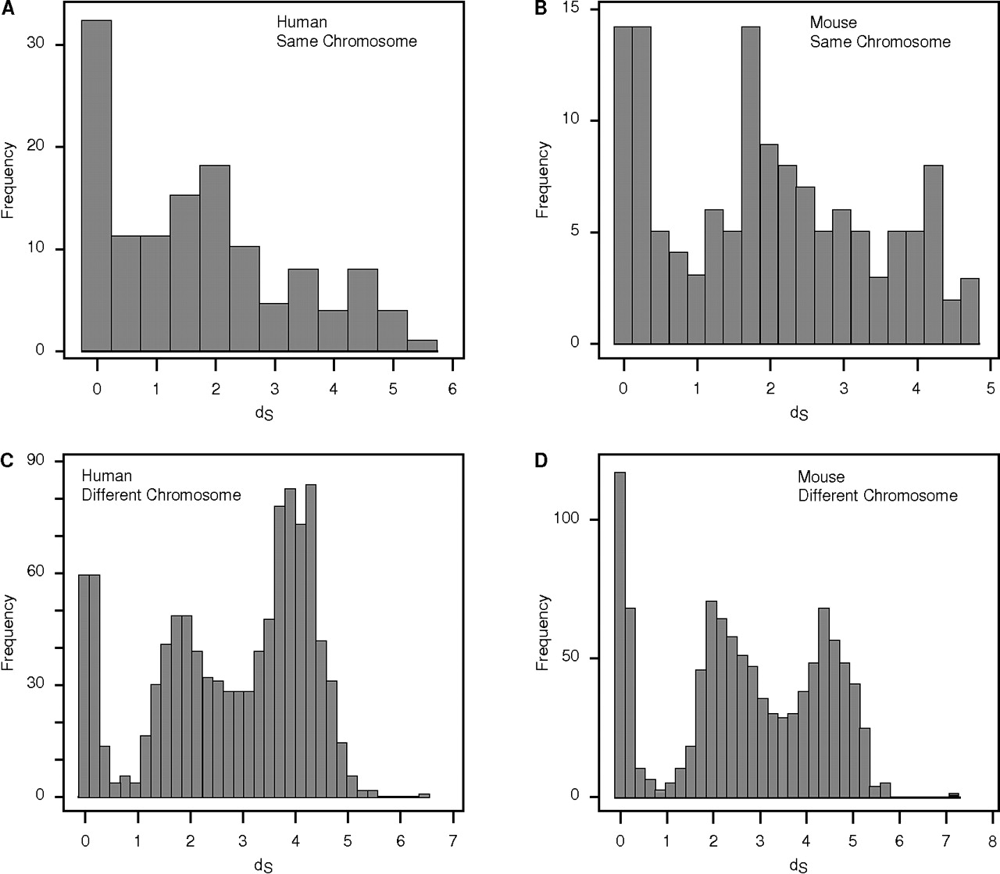 A
Human
Same Chromosome
Frequency
30
20
10
0
0 1 2 3 4 5 6
dS
B
Mouse
Same Chromosome
Frequency
15
10
5
0
0 1 2 3 4 5
dS
C
Human
Different Chromosome
Frequency
90
60
30
0
0 1 2 3 4 5 6 7
dS
D
Mouse
Different Chromosome
Frequency
100
50
0
0 1 2 3 4 5 6 7 8
dS